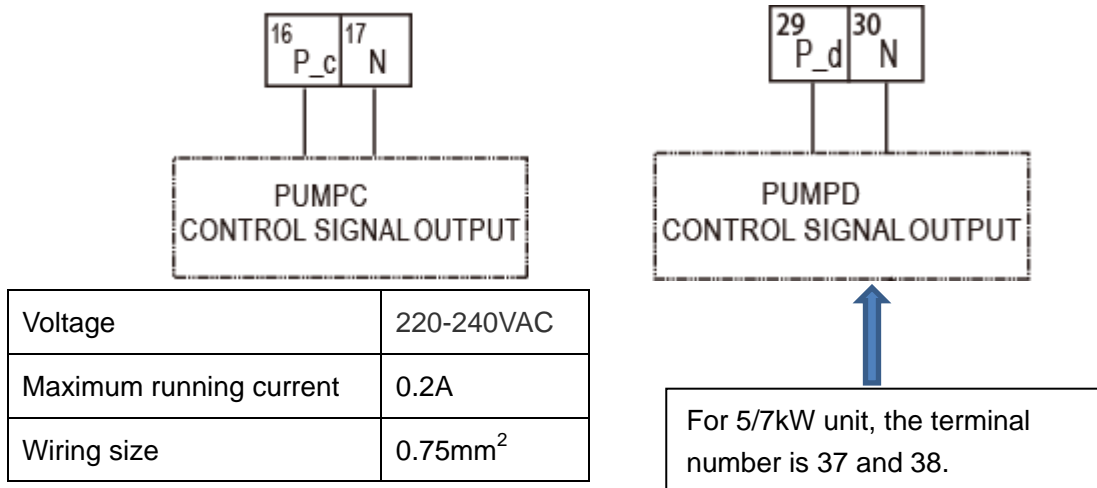 16 P_c 17 N
PUMPC
CONTROL SIGNAL OUTPUT
Voltage 220-240VAC
Maximum running current 0.2A
Wiring size 0.75mm²
29 P_d 30 N
PUMPD
CONTROL SIGNAL OUTPUT
For 5/7kW unit, the terminal
number is 37 and 38.